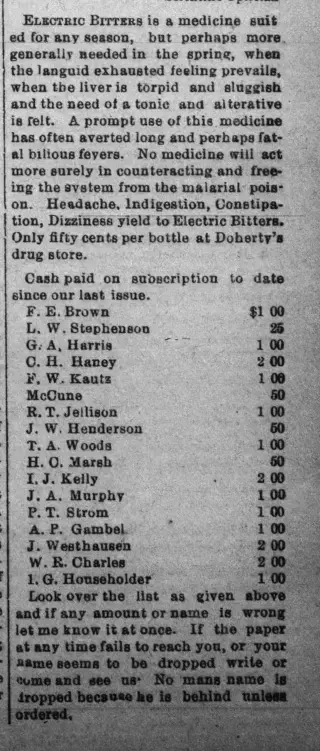 ELECTRIC BITTERS is a medicine suit
ed for any season, but perhaps more
generally needed in the spring, when
the languid exhausted feeling prevails,
when the liver is torpid and sluggish
and the need of a tonic and alterative
is felt. A prompt use of this medicine
has often averted long and perhaps fat-
al bilious fevers. No medicine will act
more surely in counteracting and free-
ing the system from the malarial pois-
on. Headache, Indigestion, Constipa-
tion, Dizziness yield to Electric Bitters.
Only fifty cents per bottle at Doherty's
drug store.
Cash paid on subscription to date
since our last issue.
F. E. Brown $1 00
L. W. Stephenson 25
G. A. Harris 1 00
C. H. Haney 2 00
F. W. Kautz 1 00
McCune 50
R. T. Jellison 1 00
J. W. Henderson 50
T. A. Woods 1 00
H. C. Marsh 50
I. J. Kelly 2 00
J. A. Murphy 1 00
P. T. Strom 1 00
A. P. Gambel 1 00
J. Westhausen 2 00
W. R. Charles 2 00
I. G. Householder 1 00
Look over the list as given above
and if any amount or name is wrong
let me know it at once. If the paper
at any time fails to reach you, or your
name seems to be dropped write or
come and see us. No mans name is
dropped because he is behind unless
ordered.